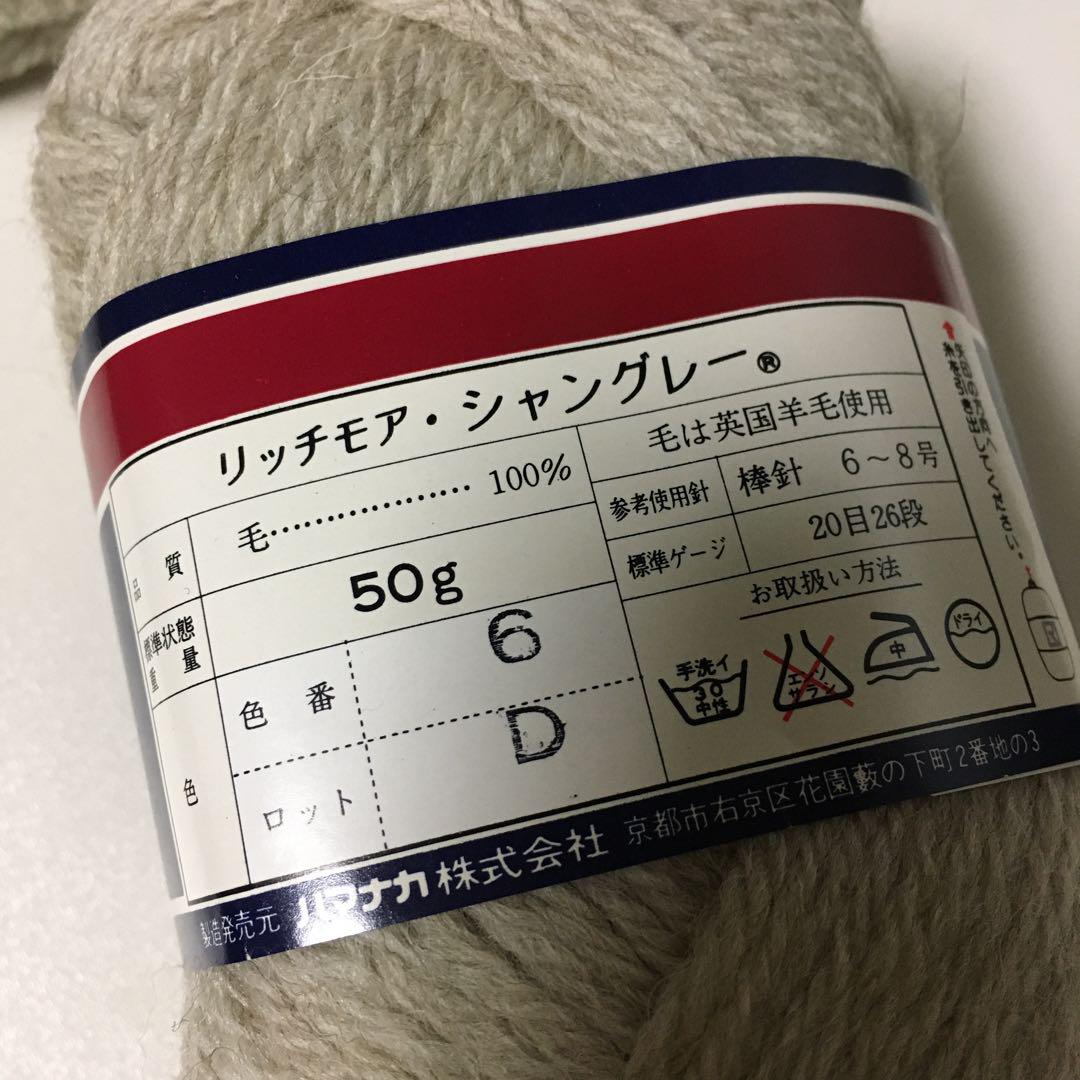 リッチモア・シャングレー®
品質
毛………………… 100%
標準状態重量
50g
色
色番 6
ロット D
毛は英国羊毛使用
参考使用針 棒針 6～8号
標準ゲージ 20目26段
お取扱い方法
手洗イ 30 中性
エンソ サラシ
中
ドライ
矢印の方向へ
糸を引き出してください。
製造発売元 ハマナカ株式会社 京都市右京区花園藪の下町2番地の3